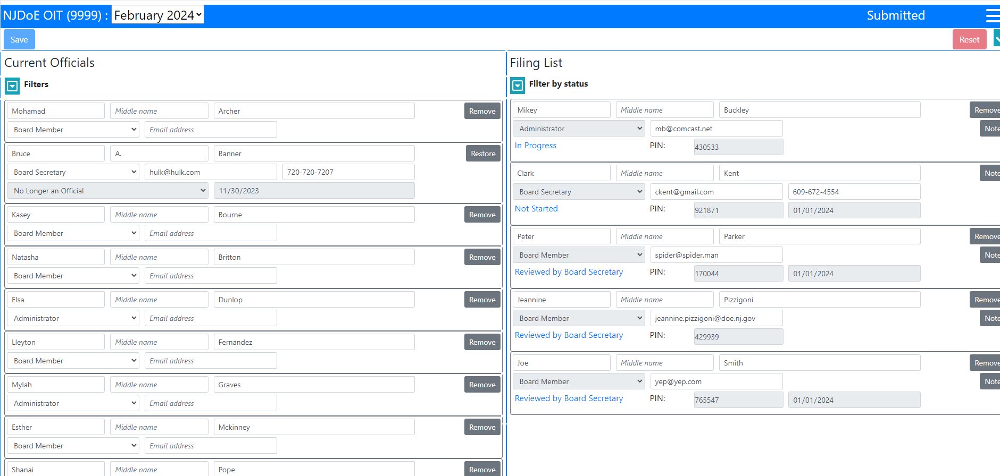 NJDoE OIT (9999) : February 2024 Submitted
Save Reset
Current Officials
Filters
Mohamad Middle name Archer Remove
Board Member Email address
Bruce A. Banner Restore
Board Secretary hulk@hulk.com 720-720-7207
No Longer an Official 11/30/2023
Kasey Middle name Bourne Remove
Board Member Email address
Natasha Middle name Britton Remove
Board Member Email address
Elsa Middle name Dunlop Remove
Administrator Email address
Lleyton Middle name Fernandez Remove
Board Member Email address
Mylah Middle name Graves Remove
Administrator Email address
Esther Middle name Mckinney Remove
Board Member Email address
Shanai Middle name Pope Remove
Filing List
Filter by status
Mikey Middle name Buckley Remove
Administrator mb@comcast.net Note
In Progress PIN: 430533
Clark Middle name Kent Note
Board Secretary ckent@gmail.com 609-672-4554
Not Started PIN: 921871 01/01/2024
Peter Middle name Parker Remove
Board Member spider@spider.man Note
Reviewed by Board Secretary PIN: 170044 01/01/2024
Jeannine Middle name Pizzigoni Remove
Board Member jeannine.pizzigoni@doe.nj.gov Note
Reviewed by Board Secretary PIN: 429939
Joe Middle name Smith Remove
Board Member yep@yep.com Note
Reviewed by Board Secretary PIN: 765547 01/01/2024